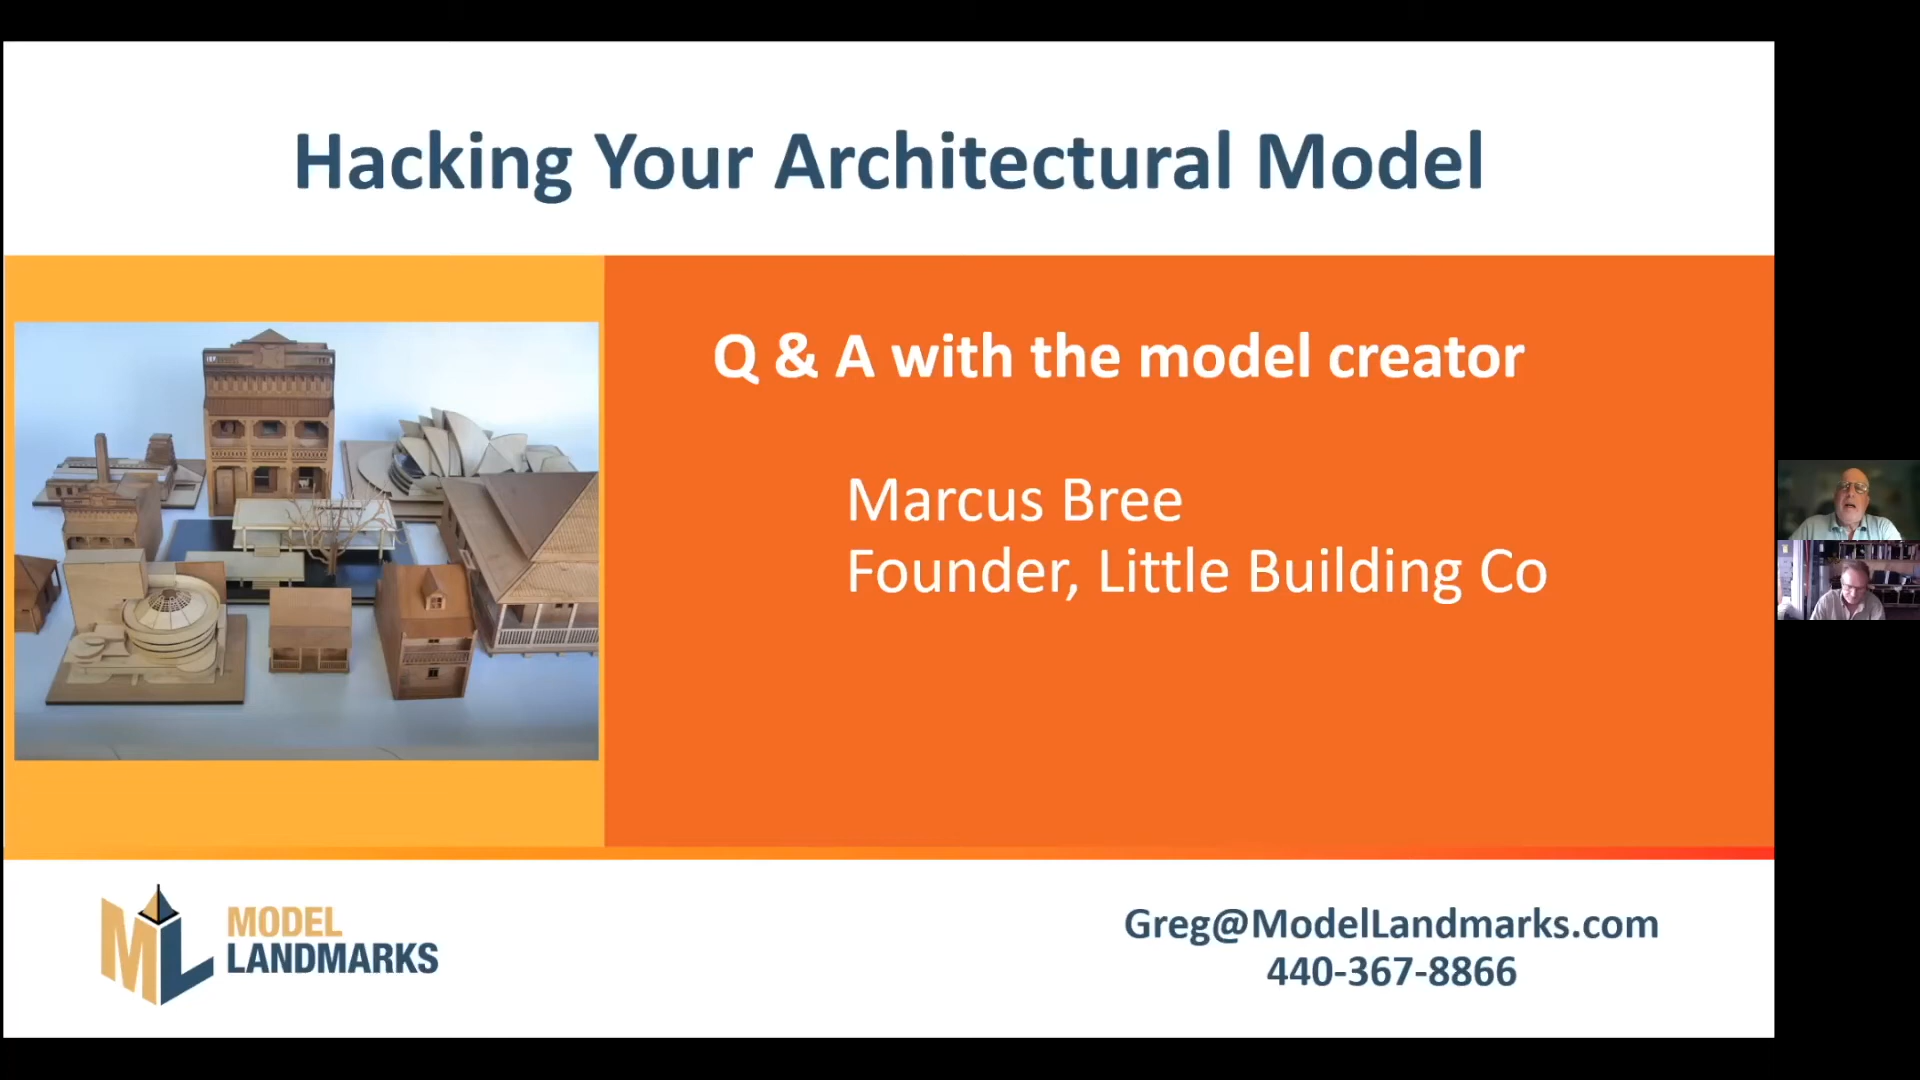 Hacking Your Architectural Model
Q & A with the model creator
Marcus Bree
Founder, Little Building Co
ML
MODEL
LANDMARKS
Greg@ModelLandmarks.com
440-367-8866